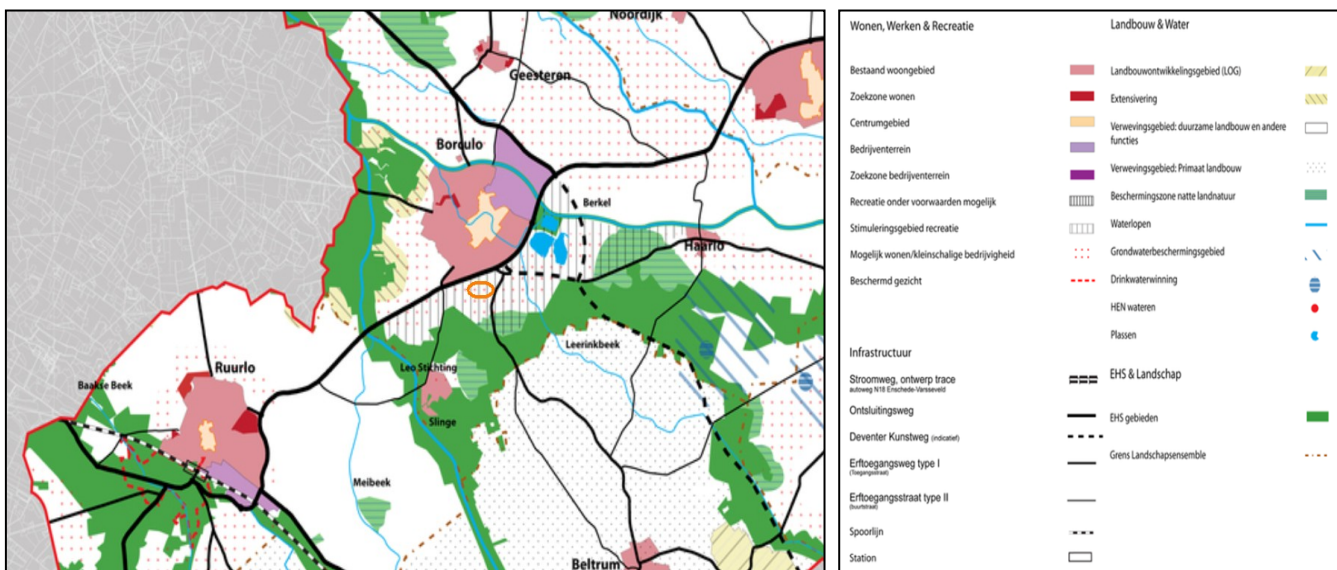 Noordijk
Geesteren
Borculo
Berkel
Haarlo
Leerinkbeek
Leo Stichting
Ruurlo
Baakse Beek
Slinge
Meibeek
Beltrum
Wonen, Werken & Recreatie
Bestaand woongebied
Zoekzone wonen
Centrumgebied
Bedrijventerrein
Zoekzone bedrijventerrein
Recreatie onder voorwaarden mogelijk
Stimuleringsgebied recreatie
Mogelijk wonen/kleinschalige bedrijvigheid
Beschermd gezicht
Infrastructuur
Stroomweg, ontwerp trace
autoweg N18 Enschede-Varsseveld
Ontsluitingsweg
Deventer Kunstweg (indicatief)
Erftoegangsweg type I
(Toegangsstraat)
Erftoegangsstraat type II
(buurtstraat)
Spoorlijn
Station
Landbouw & Water
Landbouwontwikkelingsgebied (LOG)
Extensivering
Verwevingsgebied: duurzame landbouw en andere
functies
Verwevingsgebied: Primaat landbouw
Beschermingszone natte landnatuur
Waterlopen
Grondwaterbeschermingsgebied
Drinkwaterwinning
HEN wateren
Plassen
EHS & Landschap
EHS gebieden
Grens Landschapsensemble